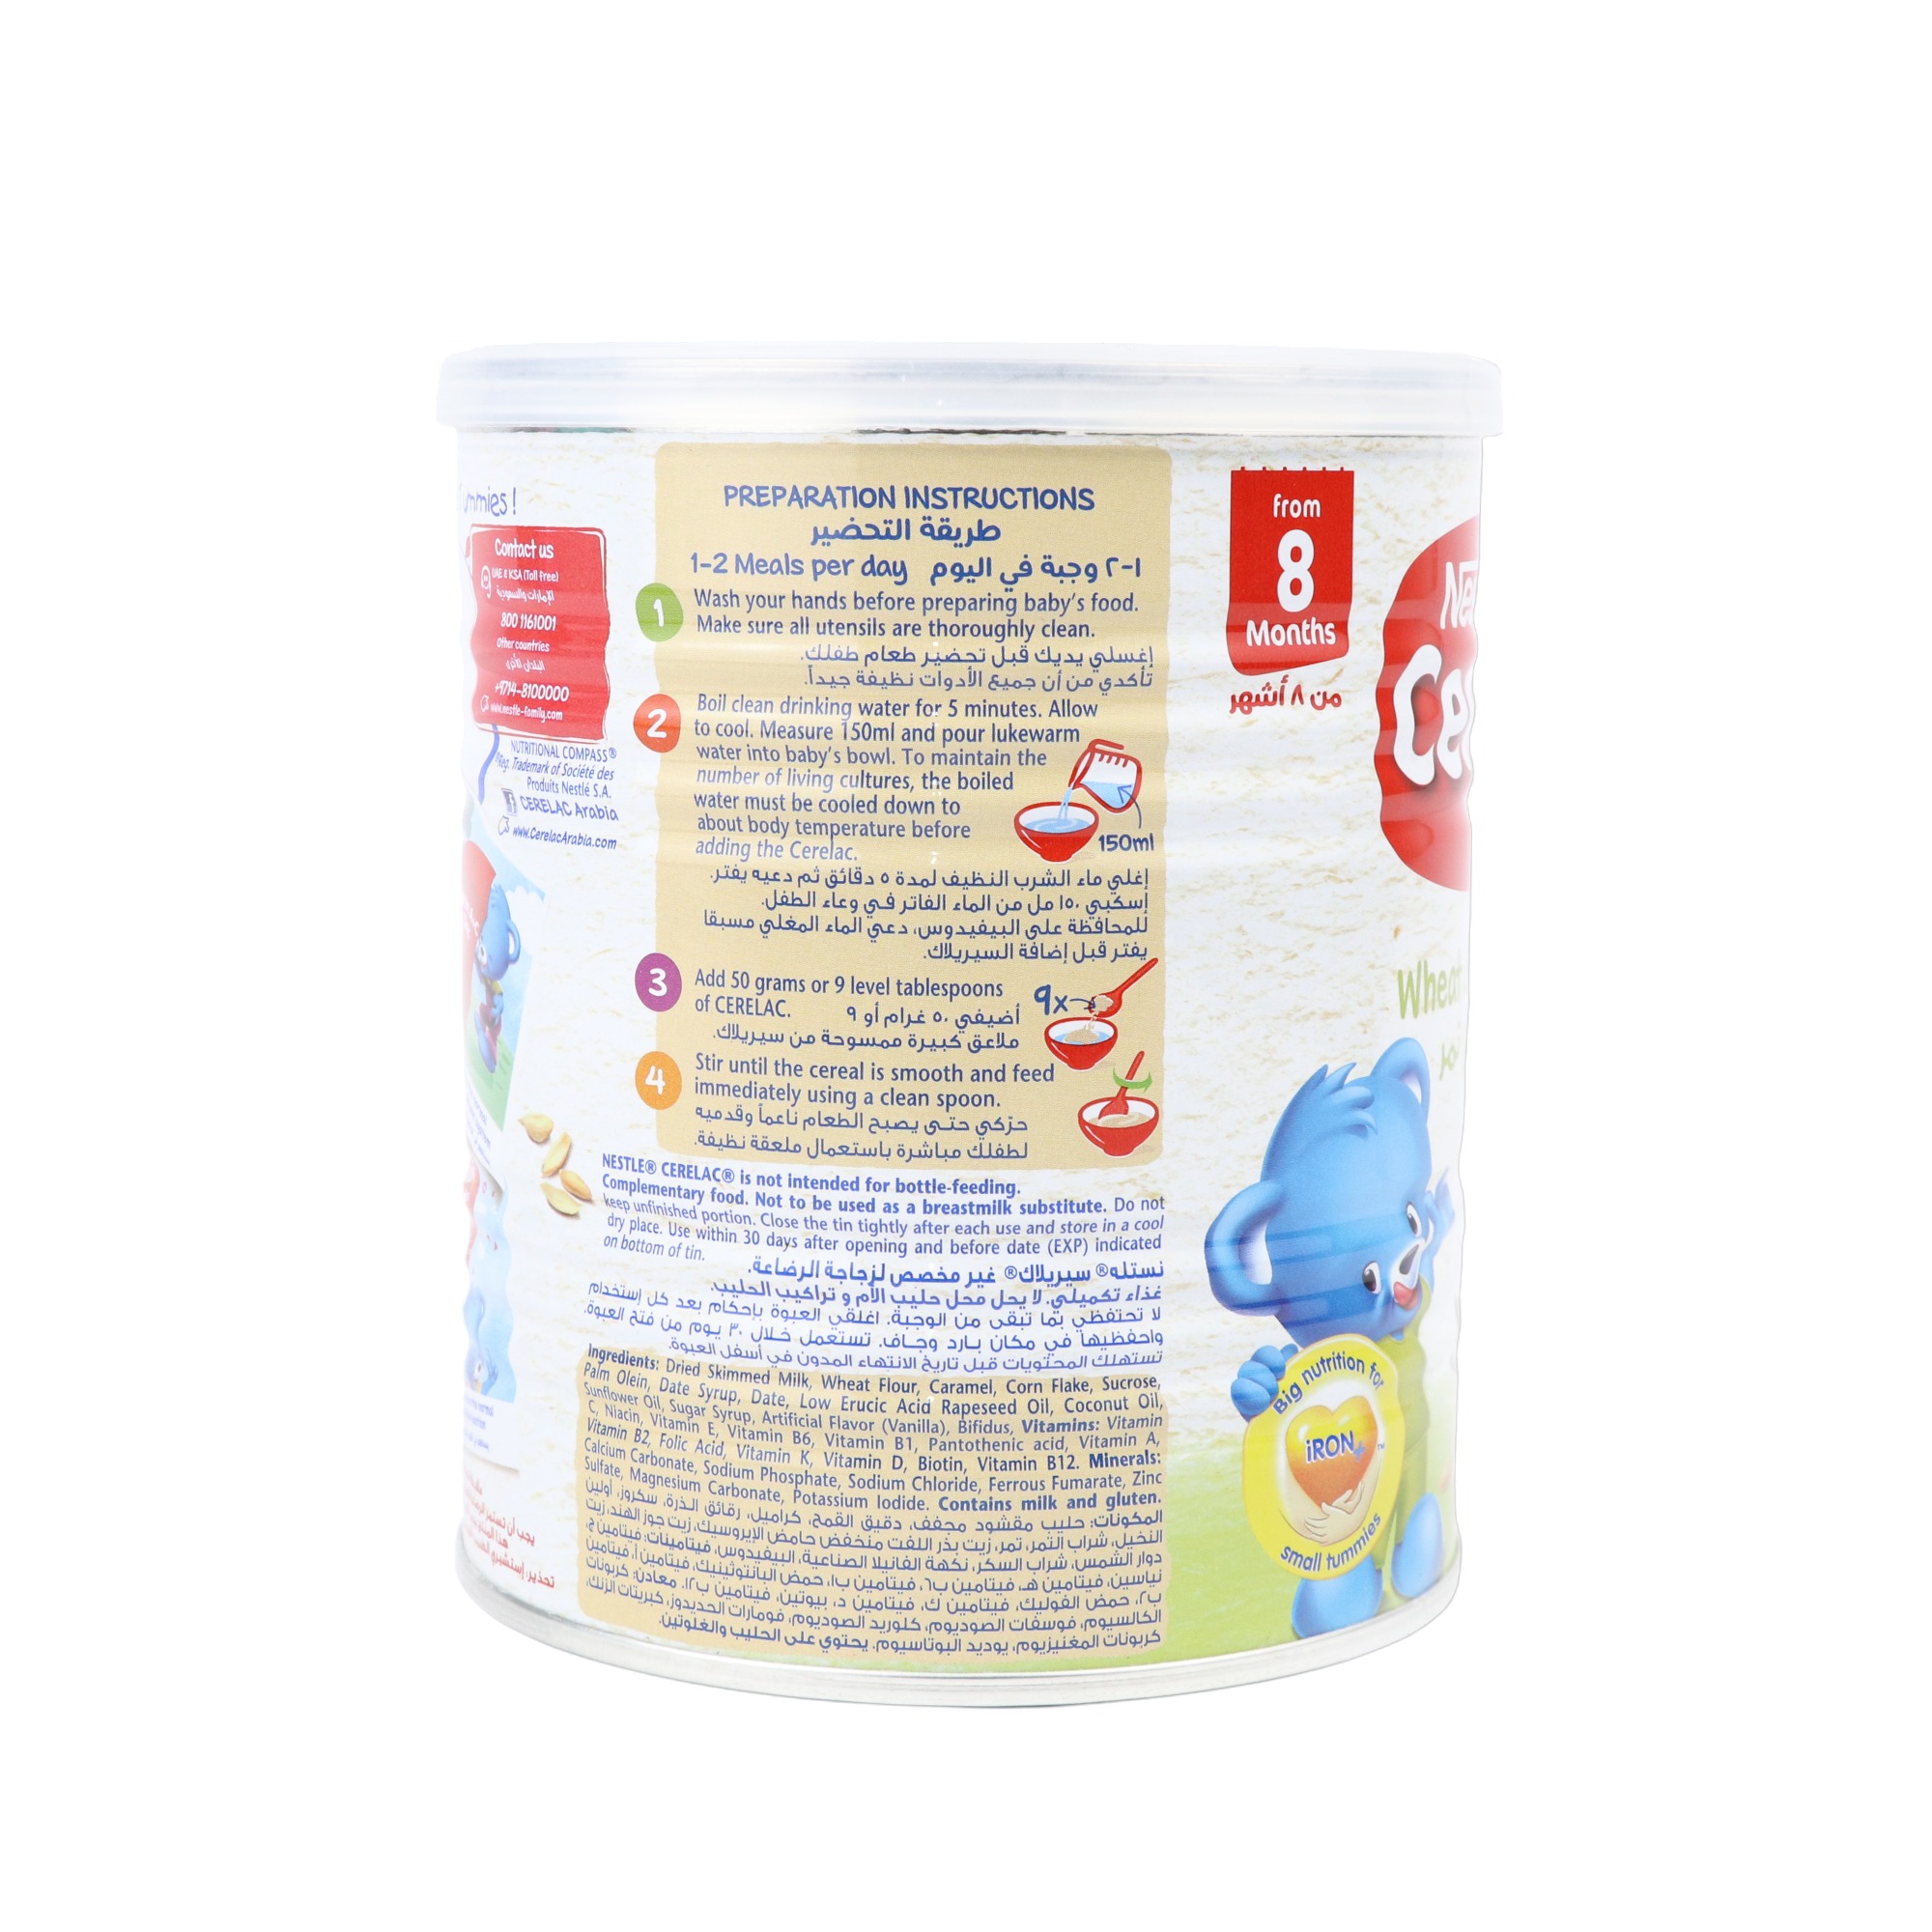 ummies!
Contact us
UAE & KSA (Toll free)
الإمارات والسعودية
800 1161001
Other countries
البلدان الأخرى
+9714-8100000
www.nestle-family.com
NUTRITIONAL COMPASS®
®Reg. Trademark of Société des
Produits Nestlé S.A.
CERELAC Arabia
www.CerelacArabia.com
PREPARATION INSTRUCTIONS
طريقة التحضير
1-2 Meals per day ١-٢ وجبة في اليوم
1 Wash your hands before preparing baby's food.
Make sure all utensils are thoroughly clean.
إغسلي يديك قبل تحضير طعام طفلك.
تأكدي من أن جميع الأدوات نظيفة جيداً.
2 Boil clean drinking water for 5 minutes. Allow
to cool. Measure 150ml and pour lukewarm
water into baby's bowl. To maintain the
number of living cultures, the boiled
water must be cooled down to
about body temperature before
adding the Cerelac.
150ml
إغلي ماء الشرب النظيف لمدة ٥ دقائق ثم دعيه يفتر.
إسكبي ١٥٠ مل من الماء الفاتر في وعاء الطفل.
للمحافظة على البيفيدوس، دعي الماء المغلي مسبقا
يفتر قبل إضافة السيريلاك.
3 Add 50 grams or 9 level tablespoons
of CERELAC. أضيفي ٥٠ غرام أو ٩
ملاعق كبيرة ممسوحة من سيريلاك.
9x
4 Stir until the cereal is smooth and feed
immediately using a clean spoon.
حرّكي حتى يصبح الطعام ناعماً وقدميه
لطفلك مباشرة باستعمال ملعقة نظيفة.
NESTLE® CERELAC® is not intended for bottle-feeding.
Complementary food. Not to be used as a breastmilk substitute. Do not
keep unfinished portion. Close the tin tightly after each use and store in a cool
dry place. Use within 30 days after opening and before date (EXP) indicated
on bottom of tin.
نستله® سيريلاك® غير مخصص لزجاجة الرضاعة.
غذاء تكميلي. لا يحل محل حليب الأم و تراكيب الحليب.
لا تحتفظي بما تبقى من الوجبة. اغلقي العبوة بإحكام بعد كل إستخدام
واحفظيها في مكان بارد وجاف. تستعمل خلال ٣٠ يوم من فتح العبوة.
تستهلك المحتويات قبل تاريخ الانتهاء المدون في أسفل العبوة.
Ingredients: Dried Skimmed Milk, Wheat Flour, Caramel, Corn Flake, Sucrose,
Palm Olein, Date Syrup, Date, Low Erucic Acid Rapeseed Oil, Coconut Oil,
Sunflower Oil, Sugar Syrup, Artificial Flavor (Vanilla), Bifidus, Vitamins: Vitamin
C, Niacin, Vitamin E, Vitamin B6, Vitamin B1, Pantothenic acid, Vitamin A,
Vitamin B2, Folic Acid, Vitamin K, Vitamin D, Biotin, Vitamin B12. Minerals:
Calcium Carbonate, Sodium Phosphate, Sodium Chloride, Ferrous Fumarate, Zinc
Sulfate, Magnesium Carbonate, Potassium Iodide. Contains milk and gluten.
المكونات: حليب مقشود مجفف، دقيق القمح، كراميل، رقائق الذرة، سكروز، أولين
النخيل، شراب التمر، تمر، زيت بذر اللفت منخفض حامض الإيروسيك، زيت جوز الهند، زيت
دوار الشمس، شراب السكر، نكهة الفانيلا الصناعية، البيفيدوس، فيتامينات: فيتامين ج،
نياسين، فيتامين هـ، فيتامين ب٦، فيتامين ب١، حمض البانتوثينيك، فيتامين أ، فيتامين
ب٢، حمض الفوليك، فيتامين ك، فيتامين د، بيوتين، فيتامين ب١٢. معادن: كربونات
الكالسيوم، فوسفات الصوديوم، كلوريد الصوديوم، فومارات الحديدوز، كبريتات الزنك،
كربونات المغنيزيوم، يوديد البوتاسيوم. يحتوي على الحليب والغلوتين.
from
8
Months
من ٨ أشهر
Ne
Ce
Wheat
تمر
Big nutrition for
iRON+™
small tummies